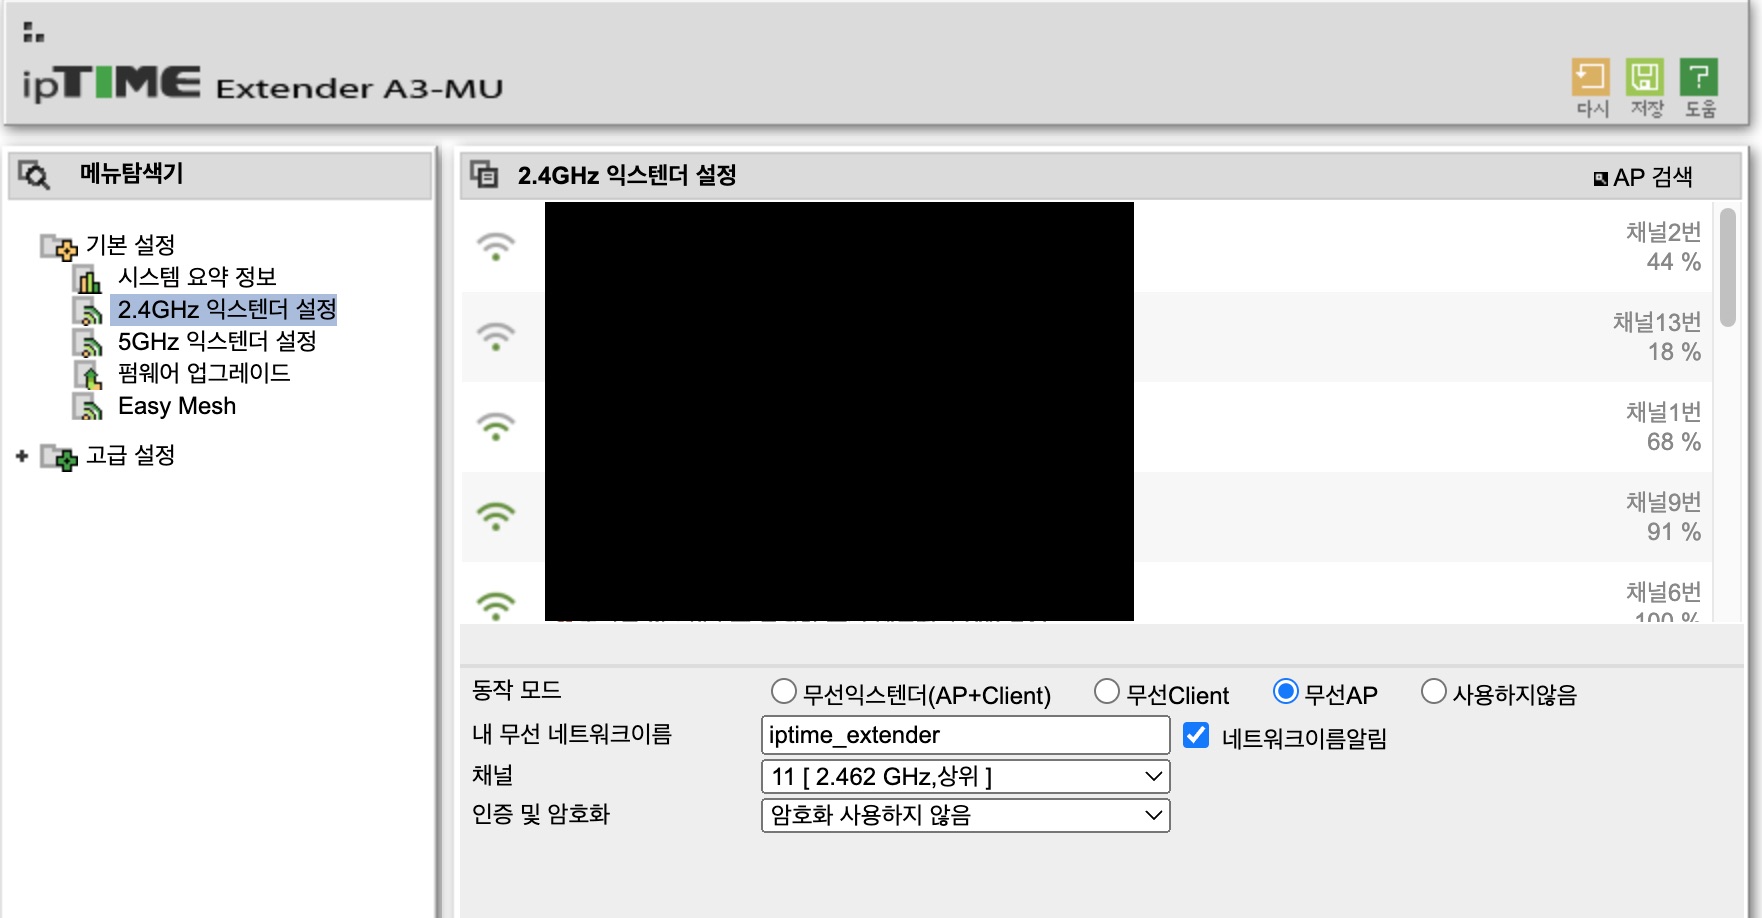 ipTIME Extender A3-MU
다시 저장 도움
메뉴탐색기
기본 설정
시스템 요약 정보
2.4GHz 익스텐더 설정
5GHz 익스텐더 설정
펌웨어 업그레이드
Easy Mesh
고급 설정
2.4GHz 익스텐더 설정
AP 검색
채널2번
44 %
채널13번
18 %
채널1번
68 %
채널9번
91 %
채널6번
100 %
동작 모드 무선익스텐더(AP+Client) 무선Client 무선AP 사용하지않음
내 무선 네트워크이름 iptime_extender 네트워크이름알림
채널 11 [ 2.462 GHz,상위 ]
인증 및 암호화 암호화 사용하지 않음